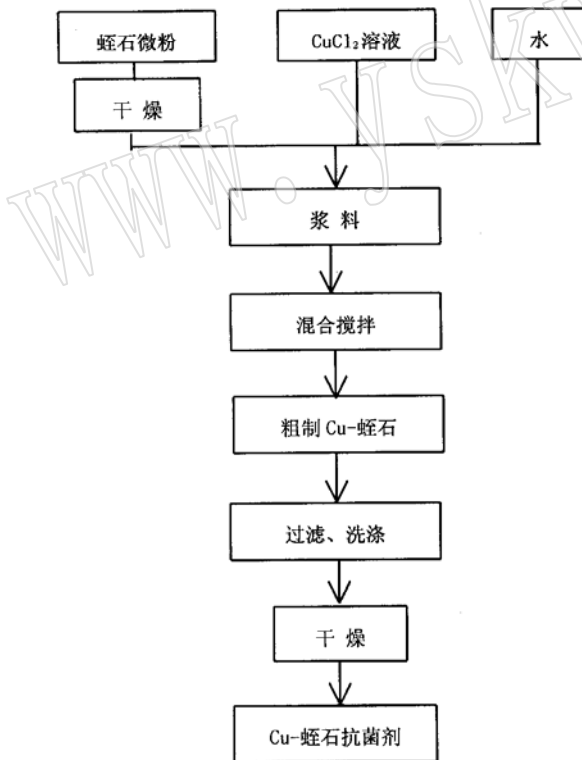 蛭石微粉
CuCl₂溶液
水
干 燥
浆 料
混合搅拌
粗制 Cu-蛭石
过滤、洗涤
干 燥
Cu-蛭石抗菌剂